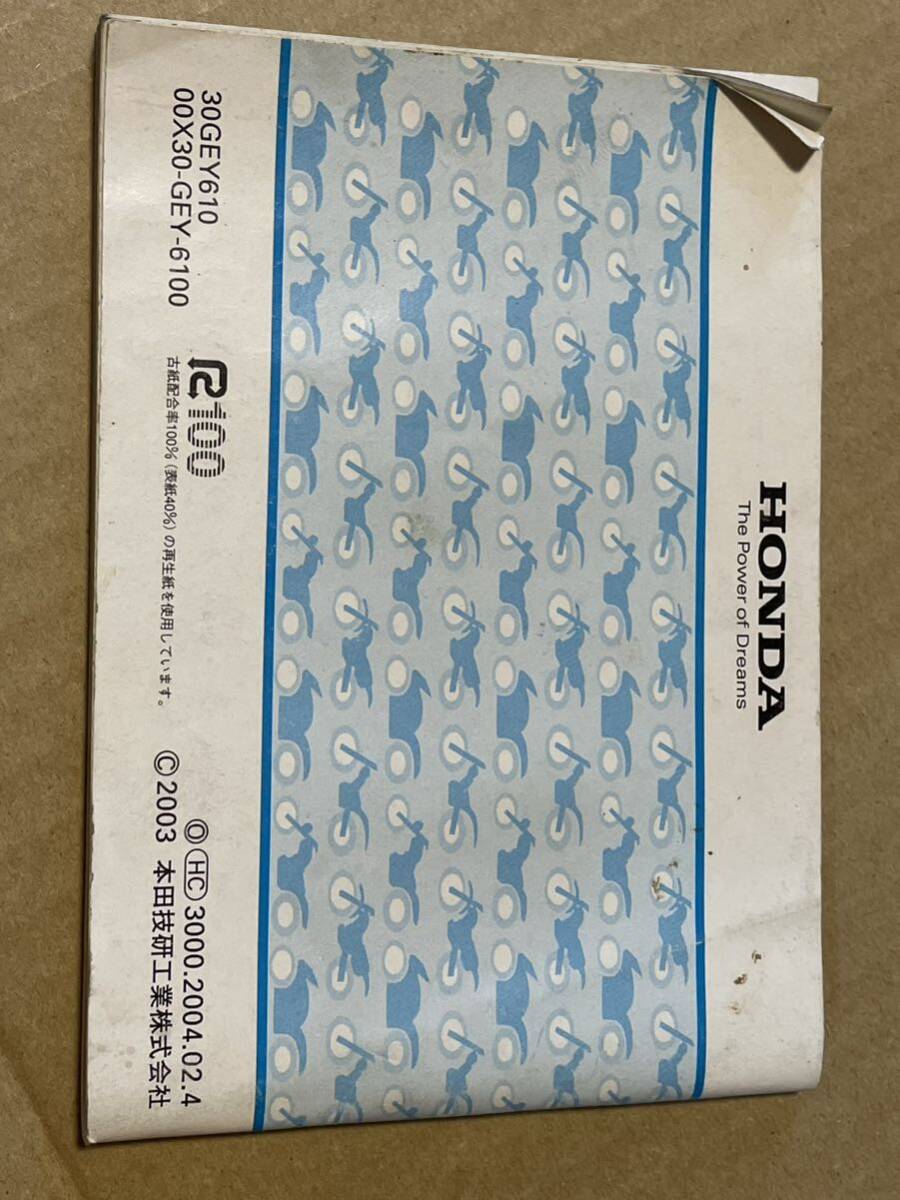 HONDA
The Power of Dreams
30GEY610
00X30-GEY-6100
R100
古紙配合率100%(表紙40%)の再生紙を使用しています。
Ⓞ HC 3000.2004.02.4
©2003 本田技研工業株式会社